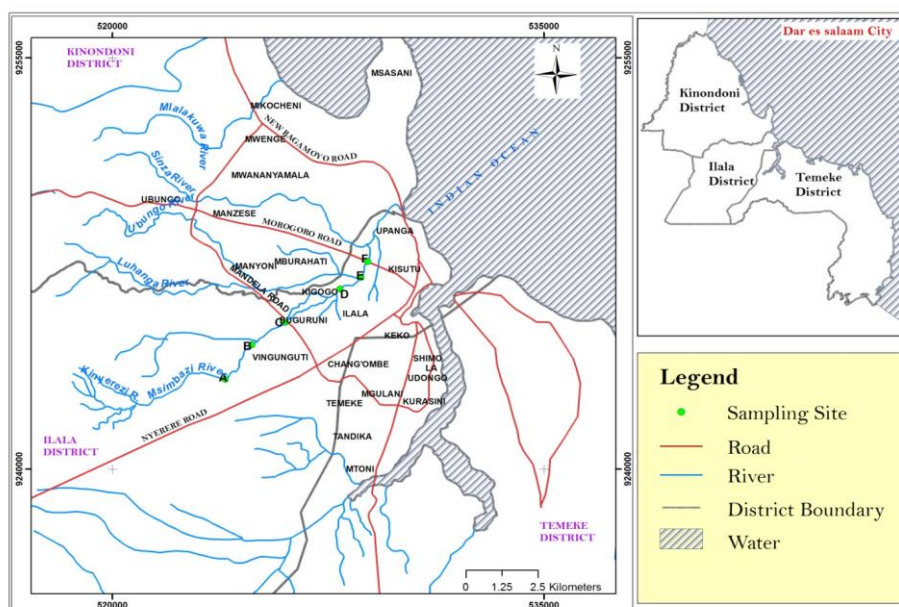 520000
535000
KINONDONI
DISTRICT
9255000
9255000
MSASANI
N
Mlalakuwa River
MIKOCHENI
NEW BAGAMOYO ROAD
MWENGE
Sinza River
MWANANYAMALA
INDIAN OCEAN
UBUNGO
Ubungo River
MANZESE
MOROGORO ROAD
UPANGA
F
MBURAHATI
MANYONI
KISUTU
E
Luhanga River
MANDELA ROAD
KIGOGO
D
ILALA
C
BUGURUNI
KEKO
B
VINGUNGUTI
CHANG'OMBE
SHIMO
LA
UDONGO
A
Kinyerezi R.
Msimbazi River
MGULANI
KURASINI
TEMEKE
NYERERE ROAD
TANDIKA
ILALA
DISTRICT
MTONI
9240000
9240000
TEMEKE
DISTRICT
0 1.25 2.5 Kilometers
520000
535000
Dar es salaam City
Kinondoni
District
Ilala
District
Temeke
District
Legend
Sampling Site
Road
River
District Boundary
Water